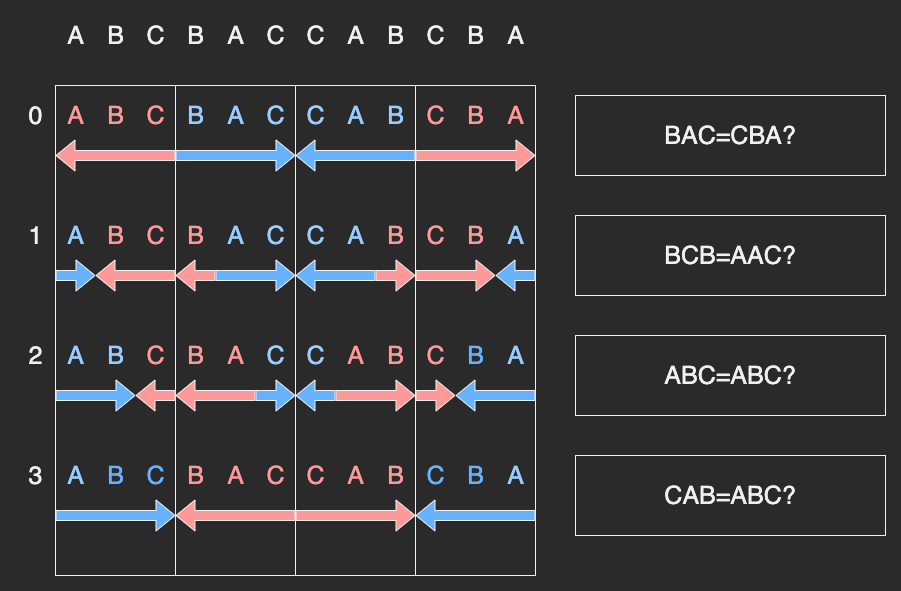 A B C B A C C A B C B A
0 A B C B A C C A B C B A
BAC=CBA?
1 A B C B A C C A B C B A
BCB=AAC?
2 A B C B A C C A B C B A
ABC=ABC?
3 A B C B A C C A B C B A
CAB=ABC?